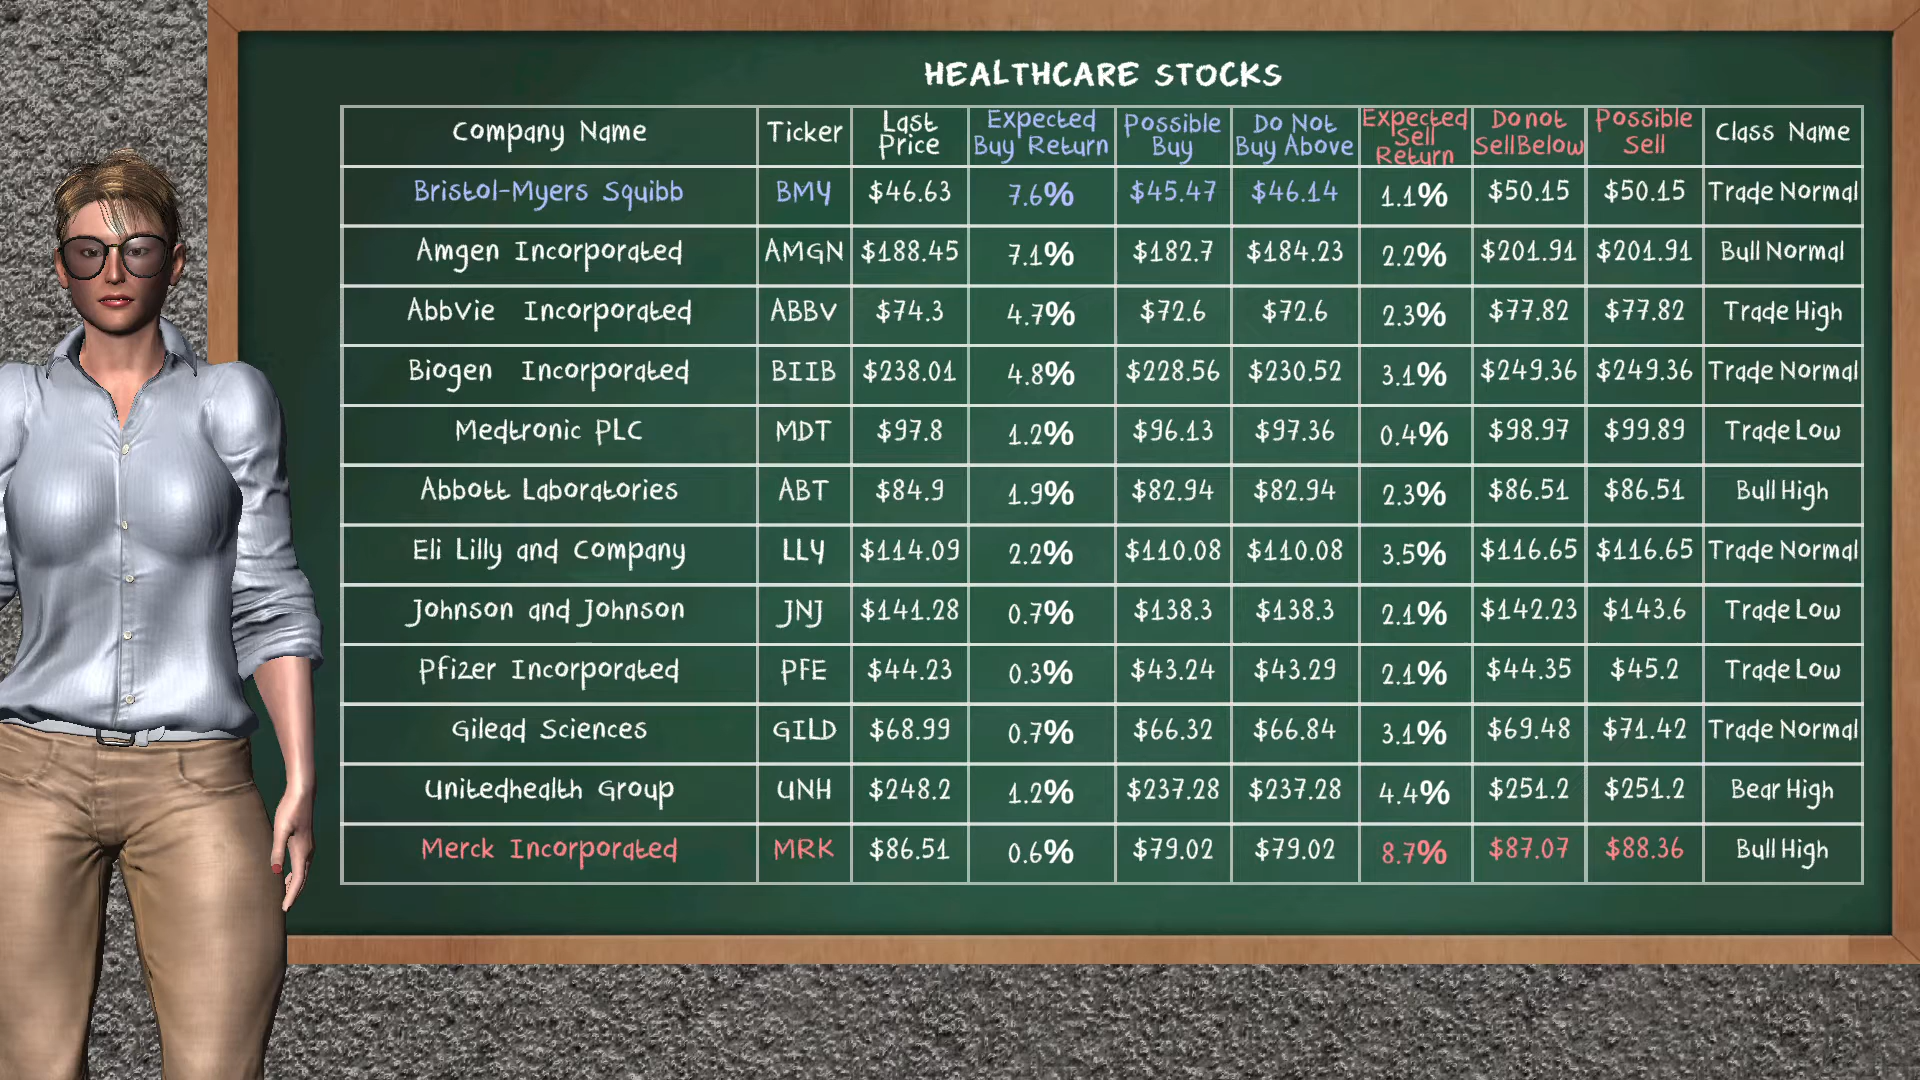 HEALTHCARE STOCKS
Company Name Ticker Last Price Expected Buy Return Possible Buy Do Not Buy Above Expected Sell Return Do not Sell Below Possible Sell Class Name
Bristol-Myers Squibb BMY $46.63 7.6% $45.47 $46.14 1.1% $50.15 $50.15 Trade Normal
Amgen Incorporated AMGN $188.45 7.1% $182.7 $184.23 2.2% $201.91 $201.91 Bull Normal
AbbVie Incorporated ABBV $74.3 4.7% $72.6 $72.6 2.3% $77.82 $77.82 Trade High
Biogen Incorporated BIIB $238.01 4.8% $228.56 $230.52 3.1% $249.36 $249.36 Trade Normal
Medtronic PLC MDT $97.8 1.2% $96.13 $97.36 0.4% $98.97 $99.89 Trade Low
Abbott Laboratories ABT $84.9 1.9% $82.94 $82.94 2.3% $86.51 $86.51 Bull High
Eli Lilly and Company LLY $114.09 2.2% $110.08 $110.08 3.5% $116.65 $116.65 Trade Normal
Johnson and Johnson JNJ $141.28 0.7% $138.3 $138.3 2.1% $142.23 $143.6 Trade Low
Pfizer Incorporated PFE $44.23 0.3% $43.24 $43.29 2.1% $44.35 $45.2 Trade Low
Gilead Sciences GILD $68.99 0.7% $66.32 $66.84 3.1% $69.48 $71.42 Trade Normal
Unitedhealth Group UNH $248.2 1.2% $237.28 $237.28 4.4% $251.2 $251.2 Bear High
Merck Incorporated MRK $86.51 0.6% $79.02 $79.02 8.7% $87.07 $88.36 Bull High